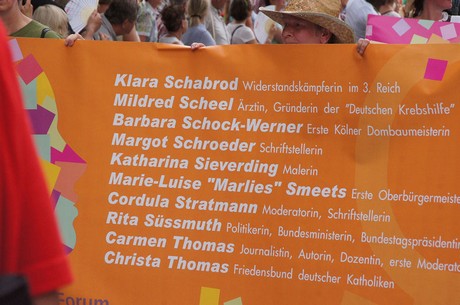 Klara Schabrod Widerstandskämpferin im 3. Reich
Mildred Scheel Ärztin, Gründerin der "Deutschen Krebshilfe"
Barbara Schock-Werner Erste Kölner Dombaumeisterin
Margot Schroeder Schriftstellerin
Katharina Sieverding Malerin
Marie-Luise "Marlies" Smeets Erste Oberbürgermeiste
Cordula Stratmann Moderatorin, Schriftstellerin
Rita Süssmuth Politikerin, Bundesministerin, Bundestagspräsidentin
Carmen Thomas Journalistin, Autorin, Dozentin, erste Moderato
Christa Thomas Friedensbund deutscher Katholiken
Forum